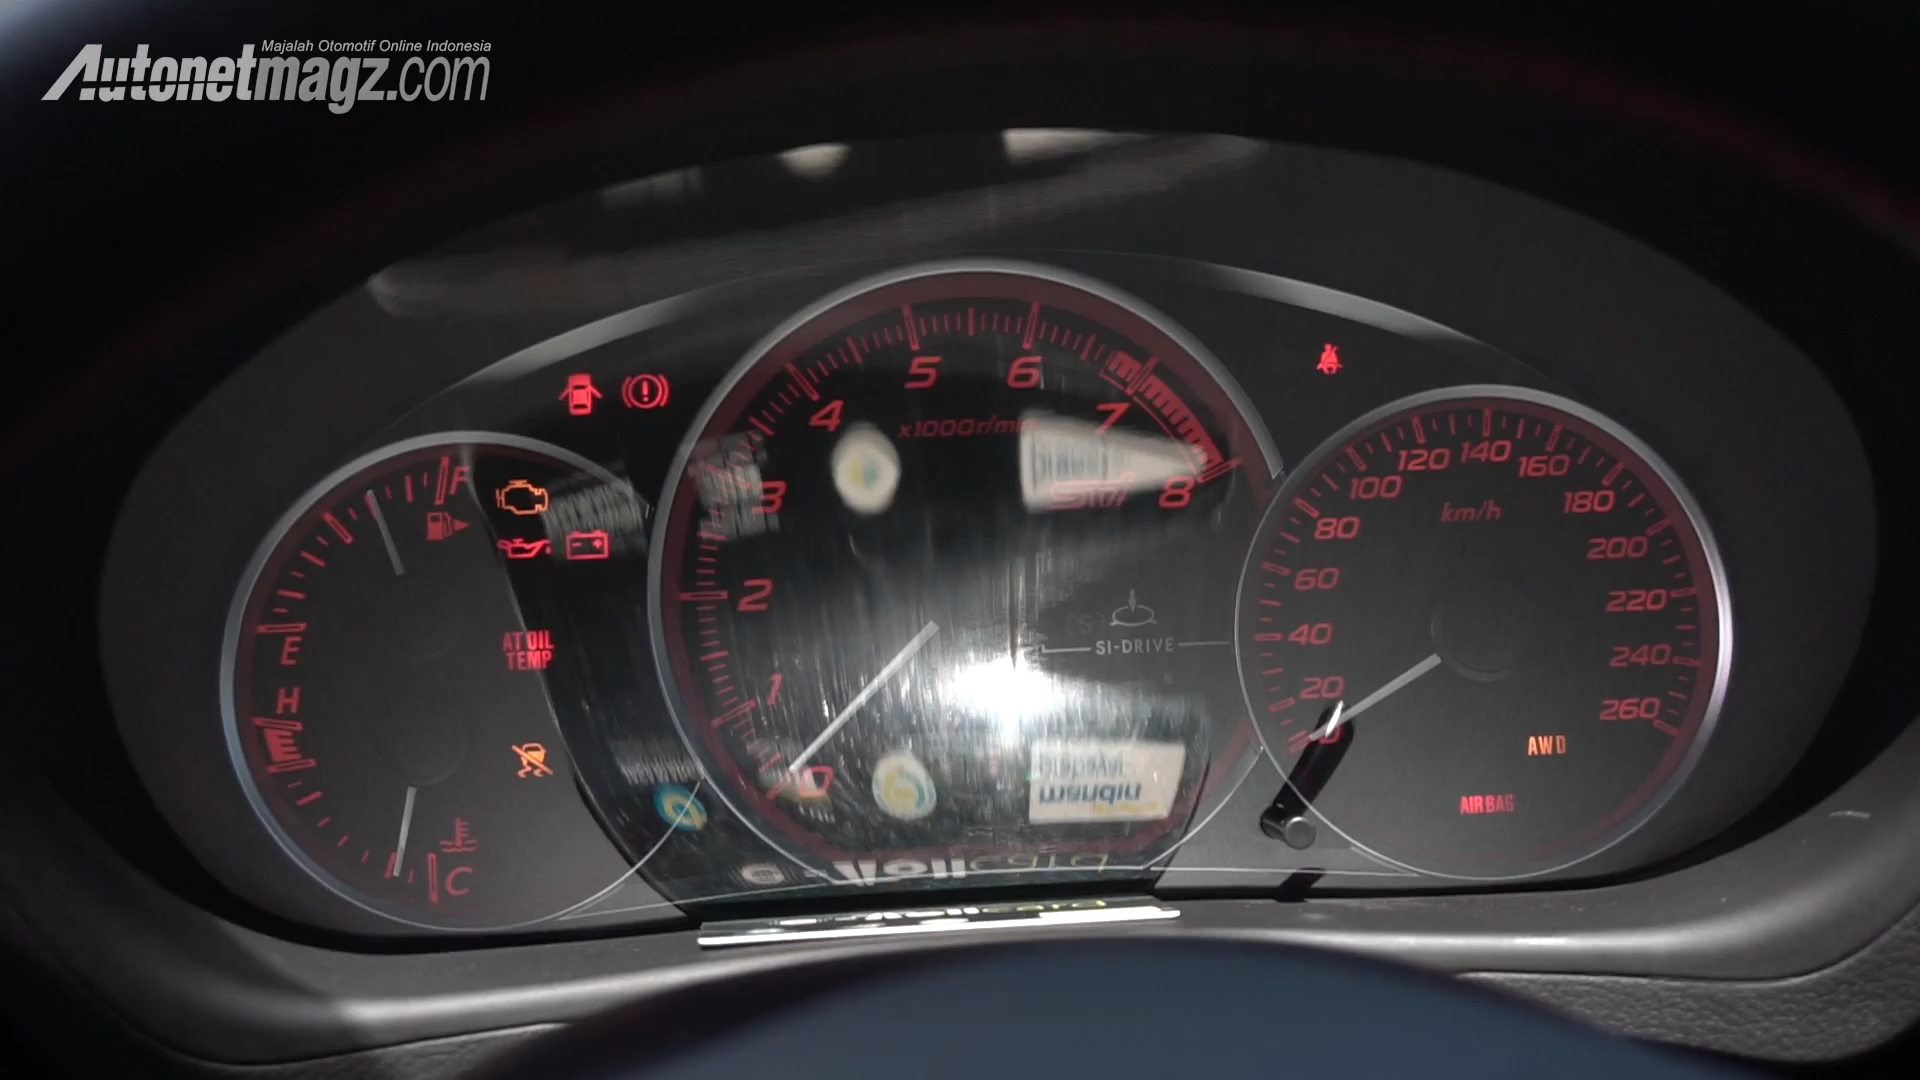 Majalah Otomotif Online Indonesia
Autonetmagz.com
5 6
4 7
x1000r/min
3 STi 8
2
1
0
SI-DRIVE
F
E
H
C
AT OIL
TEMP
120 140 160
100 180
km/h
80 200
60 220
40 240
20 260
0
AWD
AIRBAG
mandiri